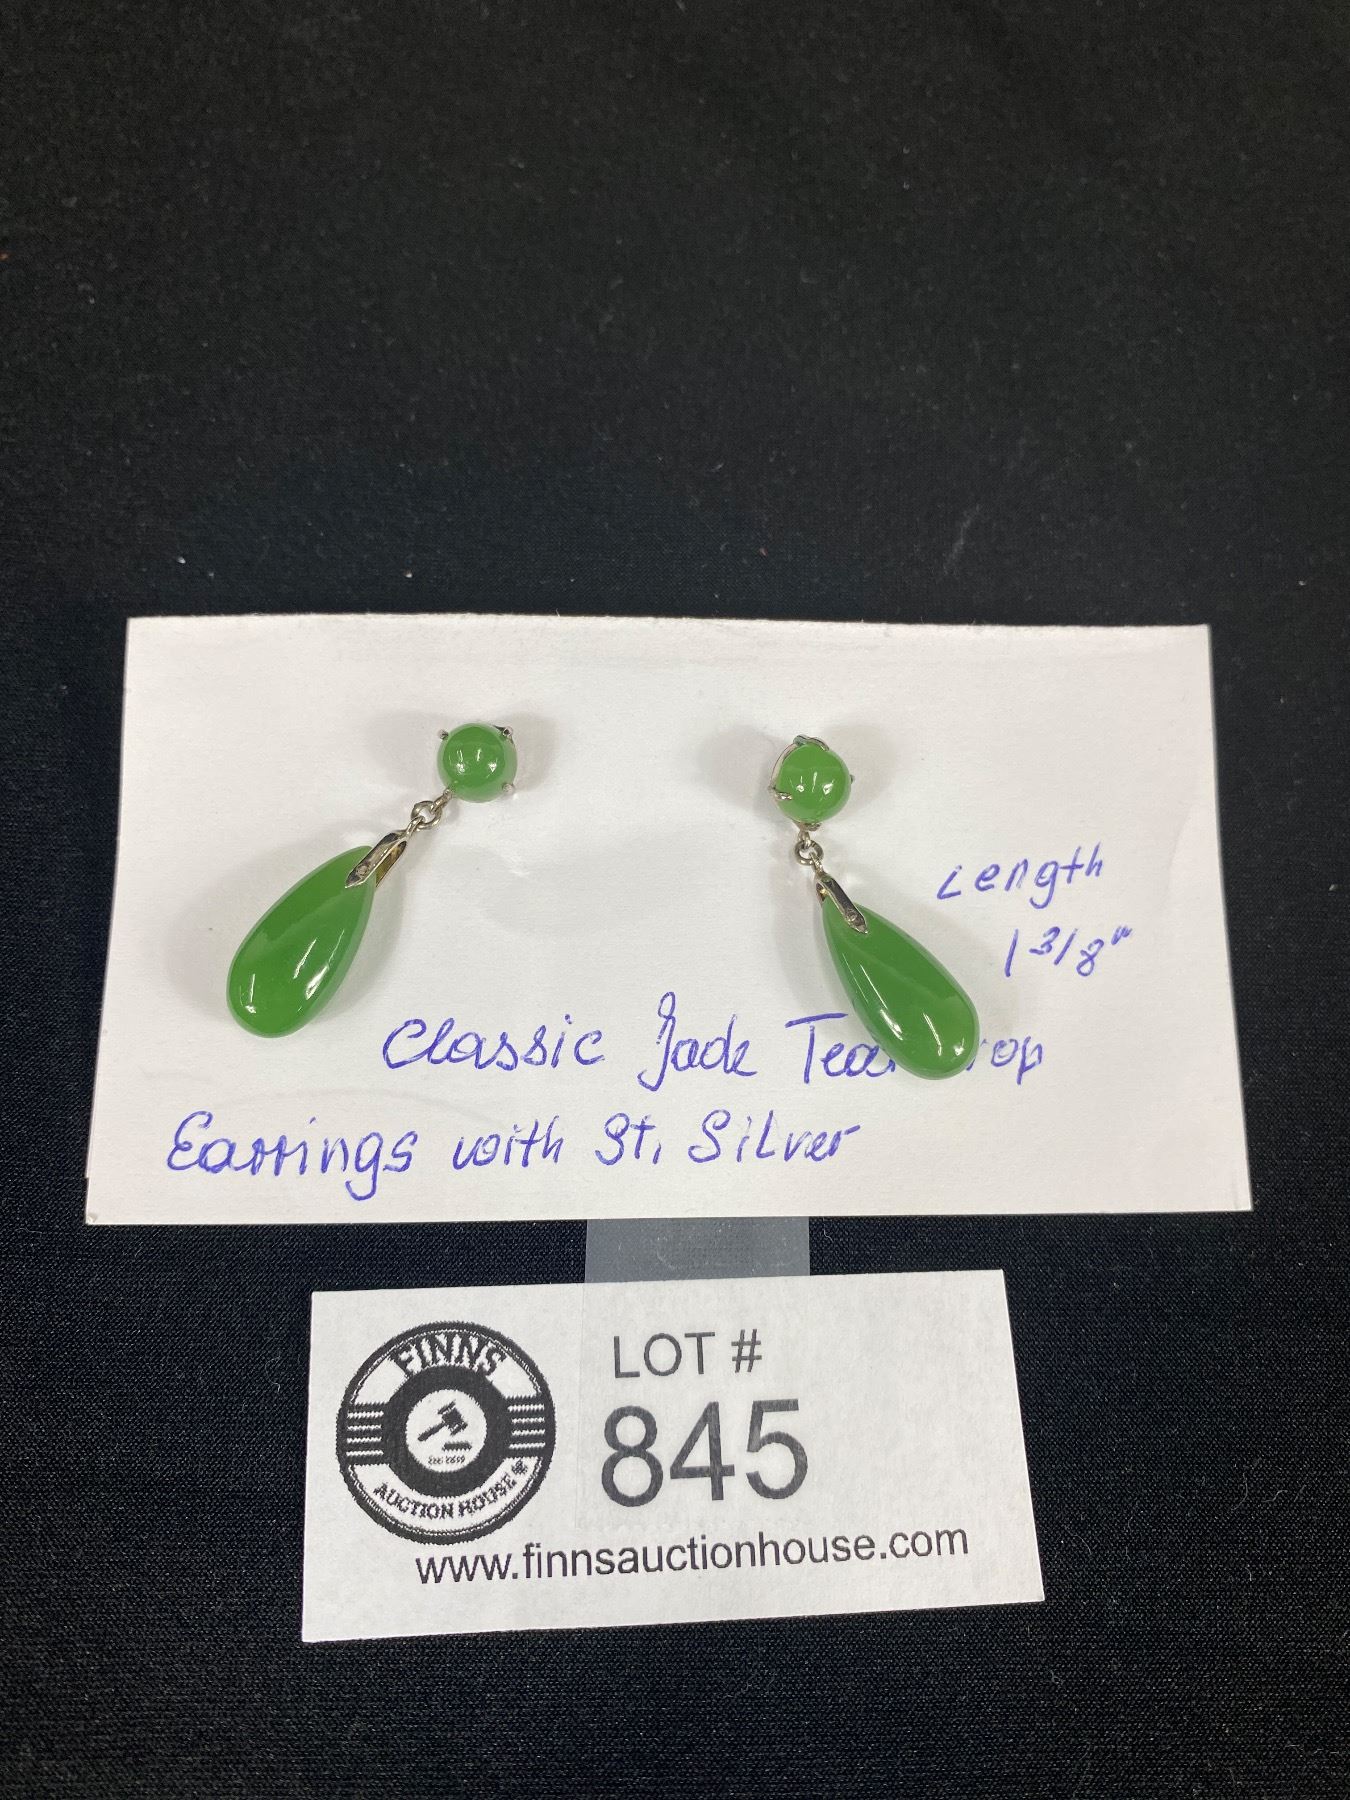 Length
1 3/8"
Classic Jade Tear Drop
Earrings with St. Silver
FINNS
AUCTION HOUSE
LOT #
845
www.finnsauctionhouse.com